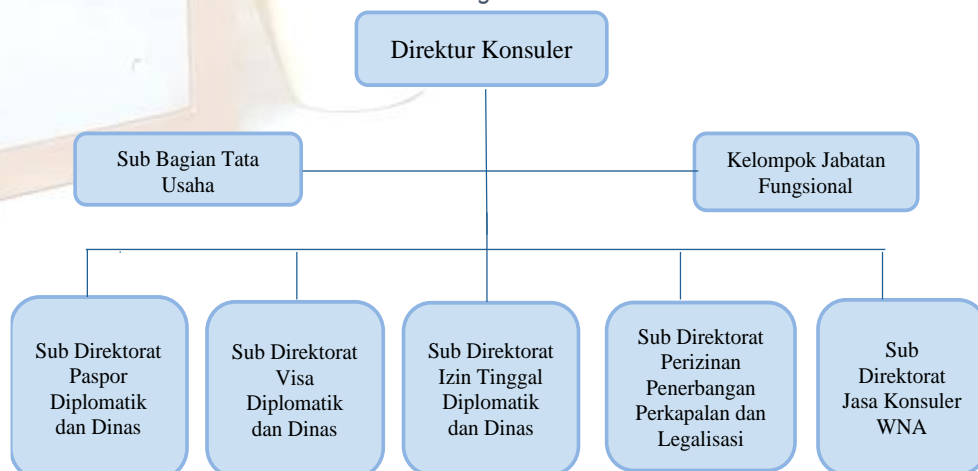 Direktur Konsuler
Sub Bagian Tata
Usaha
Kelompok Jabatan
Fungsional
Sub Direktorat
Paspor
Diplomatik
dan Dinas
Sub Direktorat
Visa
Diplomatik
dan Dinas
Sub Direktorat
Izin Tinggal
Diplomatik
dan Dinas
Sub Direktorat
Perizinan
Penerbangan
Perkapalan dan
Legalisasi
Sub
Direktorat
Jasa Konsuler
WNA